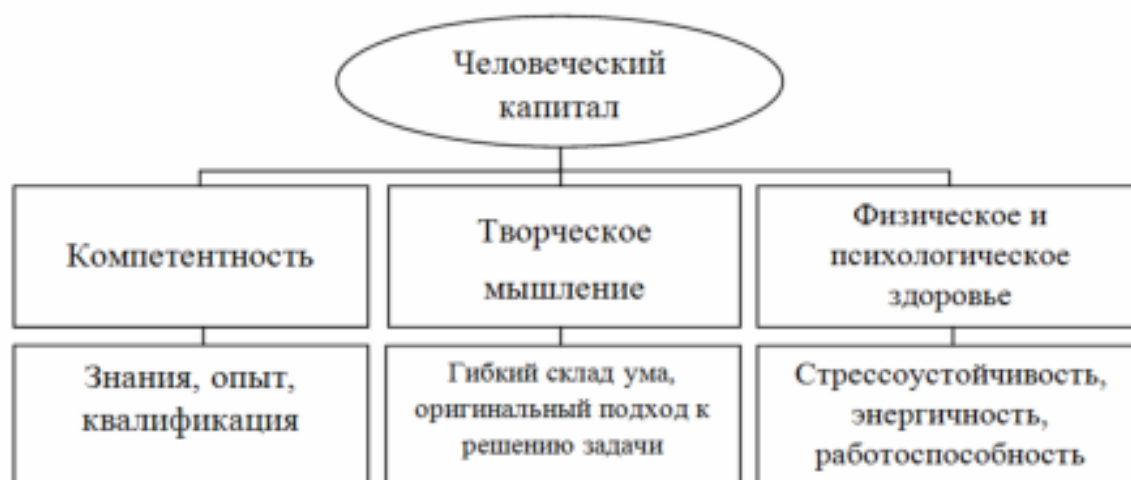 Человеческий
капитал
Компетентность
Творческое
мышление
Физическое и
психологическое
здоровье
Знания, опыт,
квалификация
Гибкий склад ума,
оригинальный подход к
решению задачи
Стрессоустойчивость,
энергичность,
работоспособность